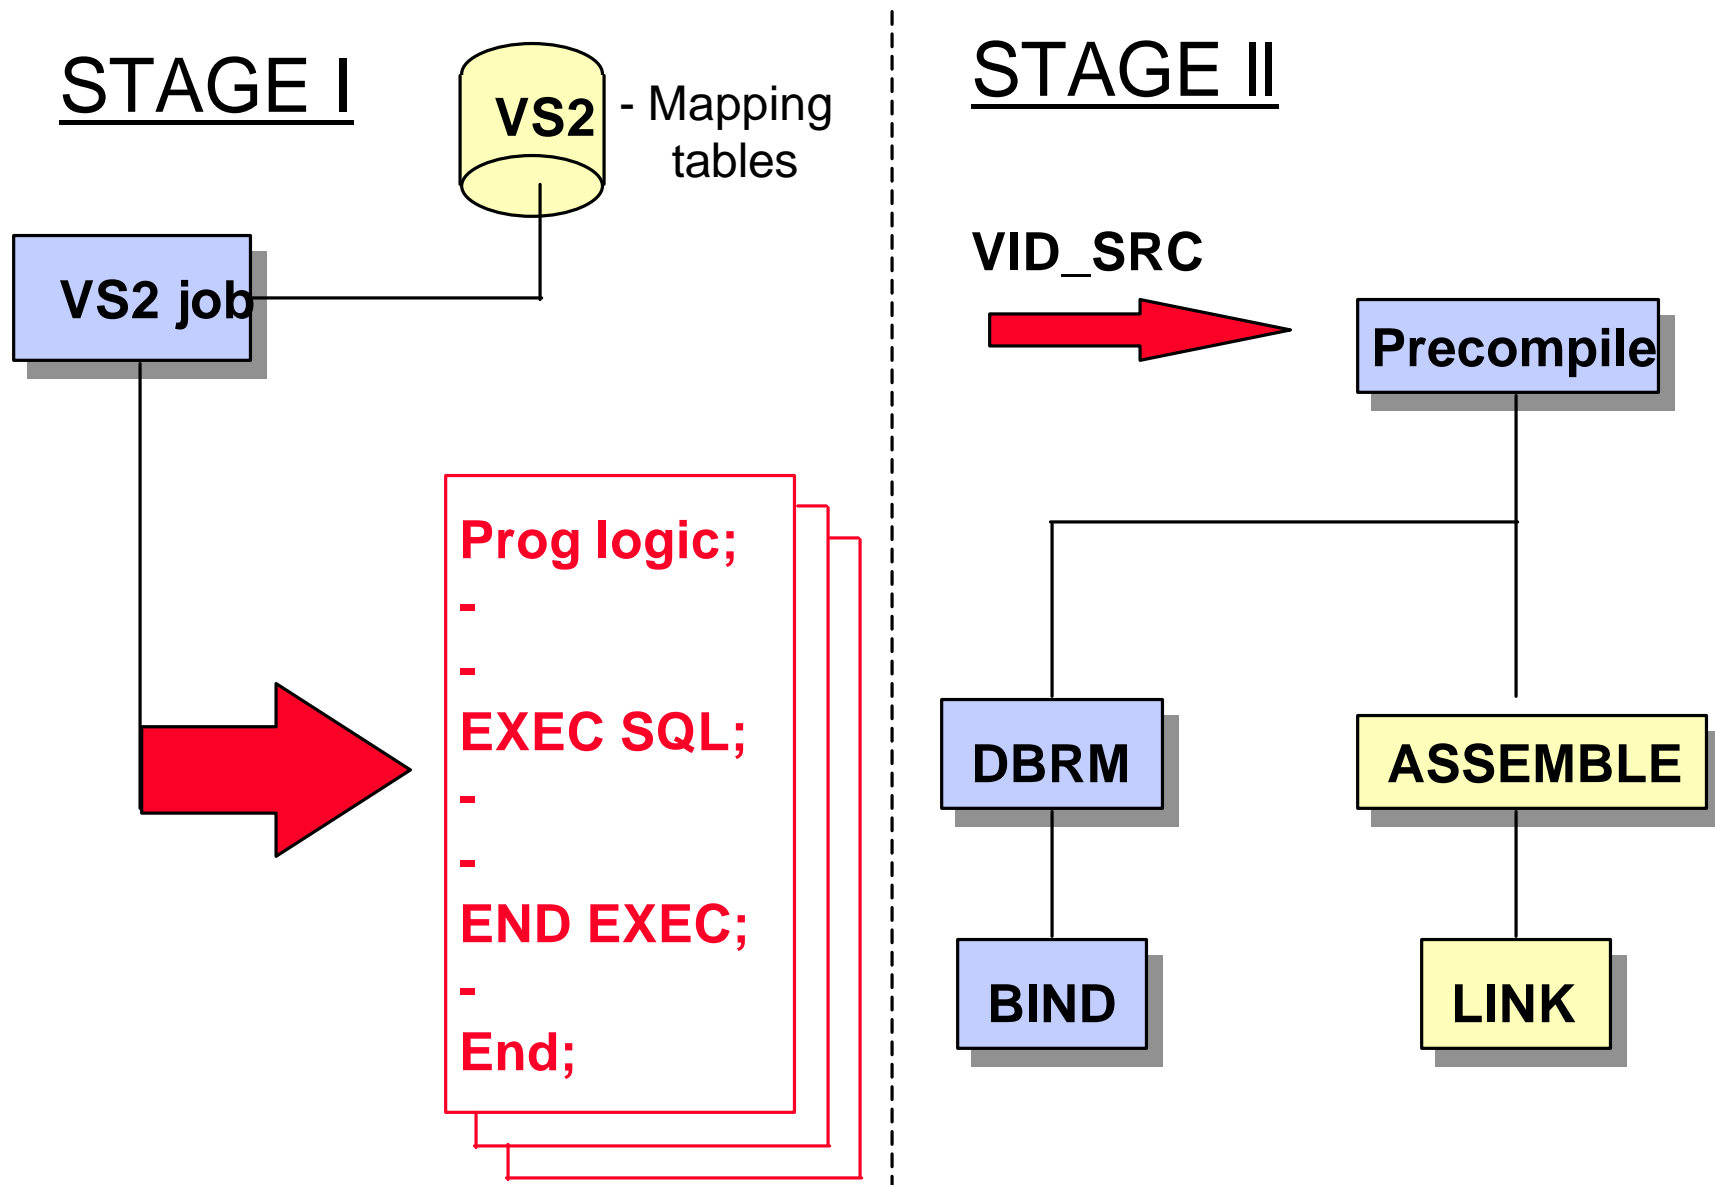 STAGE I
VS2
- Mapping
tables
VS2 job
Prog logic;
-
-
EXEC SQL;
-
-
END EXEC;
-
End;
STAGE II
VID_SRC
Precompile
DBRM
ASSEMBLE
BIND
LINK